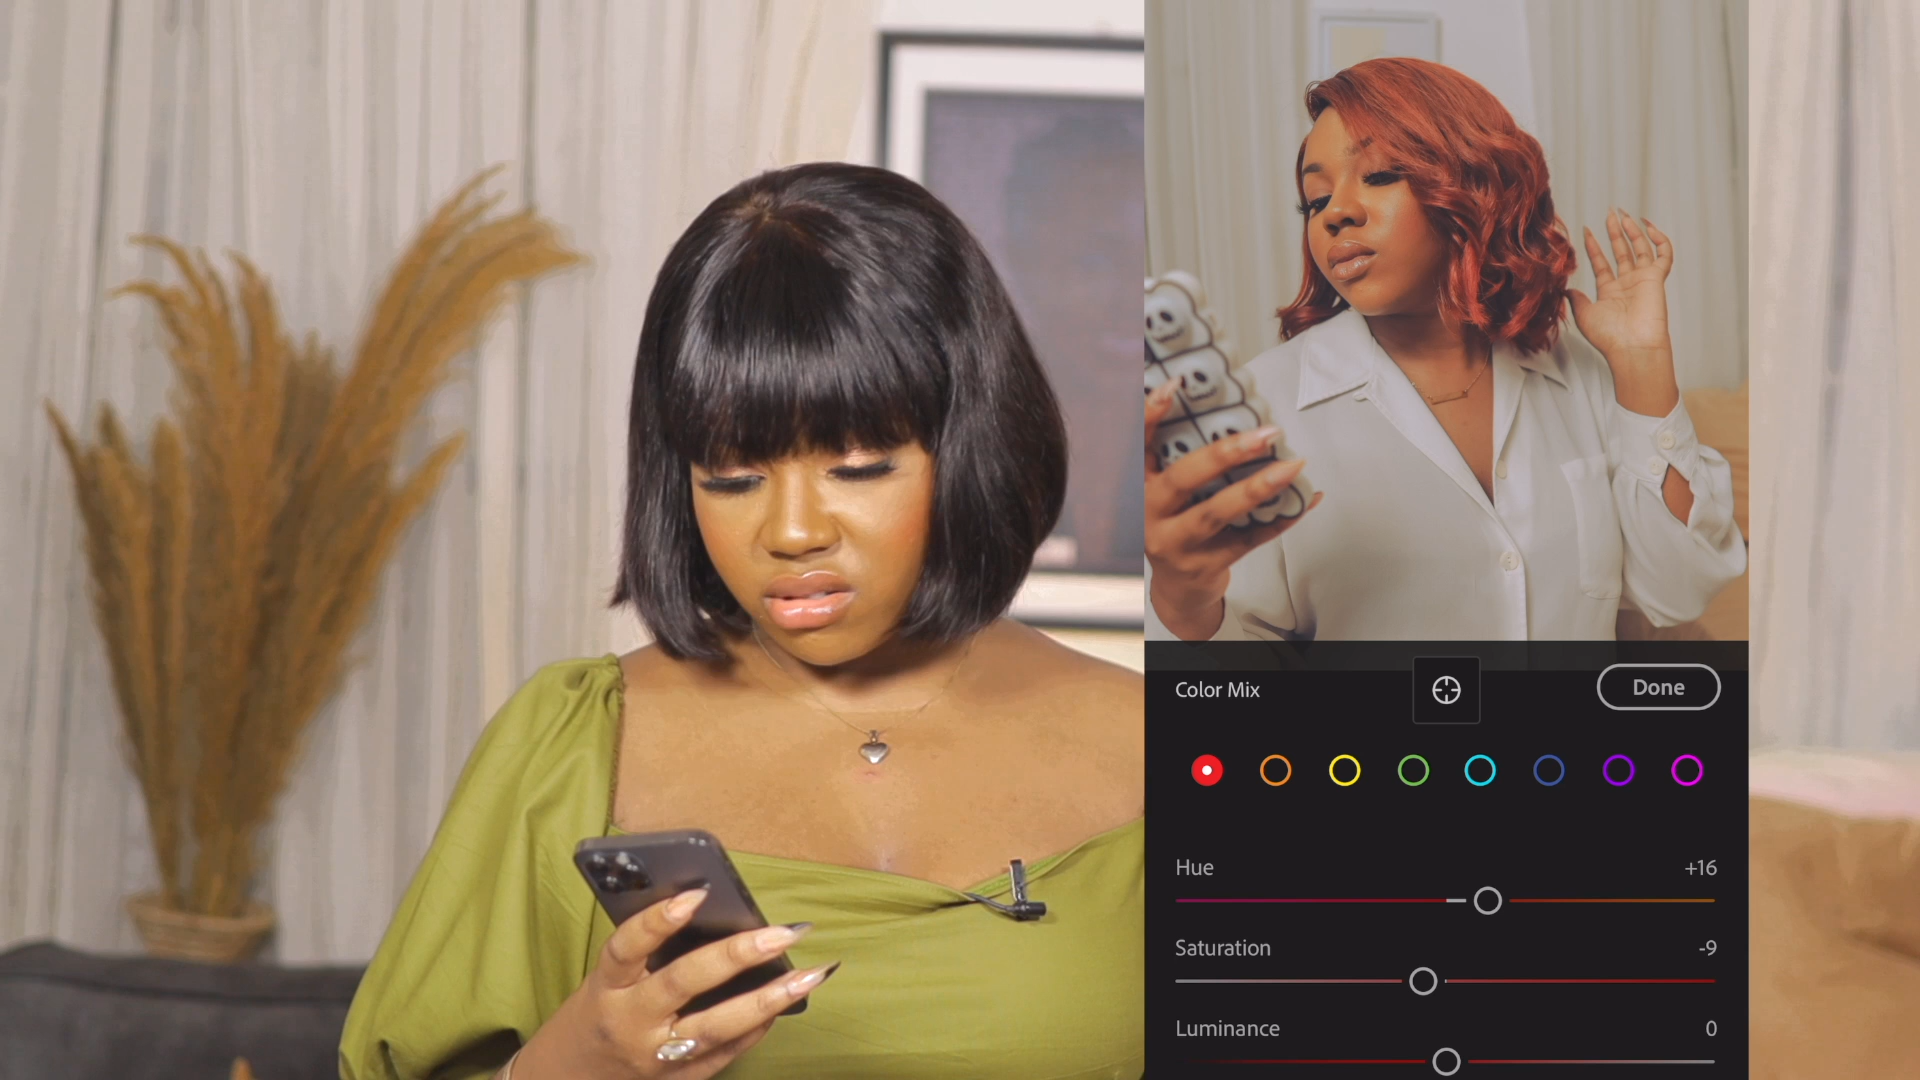 Color Mix
Done
Hue +16
Saturation -9
Luminance 0